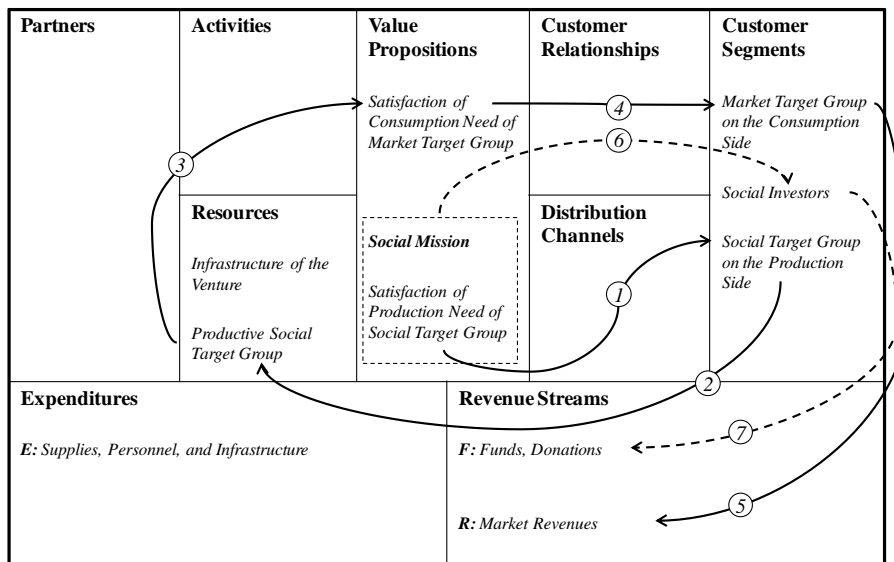 Partners
Activities
Value
Propositions
Customer
Relationships
Customer
Segments
Satisfaction of
Consumption Need of
Market Target Group
4
Market Target Group
on the Consumption
Side
3
6
Social Investors
Resources
Distribution
Channels
Infrastructure of the
Venture
Productive Social
Target Group
Social Mission
Satisfaction of
Production Need of
Social Target Group
1
Social Target Group
on the Production
Side
2
Expenditures
E: Supplies, Personnel, and Infrastructure
Revenue Streams
7
F: Funds, Donations
5
R: Market Revenues